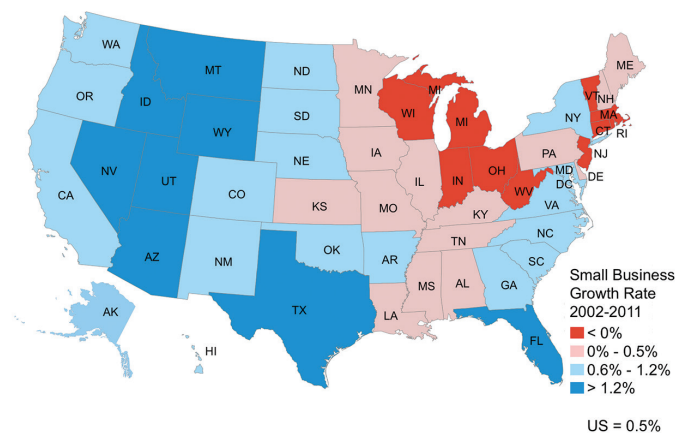 WA
MT
ND
MN
ME
OR
ID
SD
WI
MI
MI
VT
NH
NY
MA
WY
CT
RI
NV
UT
CO
NE
IA
IL
IN
OH
PA
NJ
CA
KS
MO
KY
WV
MD
DC
DE
VA
AZ
NM
OK
AR
TN
NC
SC
TX
LA
MS
AL
GA
FL
AK
HI
Small Business
Growth Rate
2002-2011
< 0%
0% - 0.5%
0.6% - 1.2%
> 1.2%
US = 0.5%